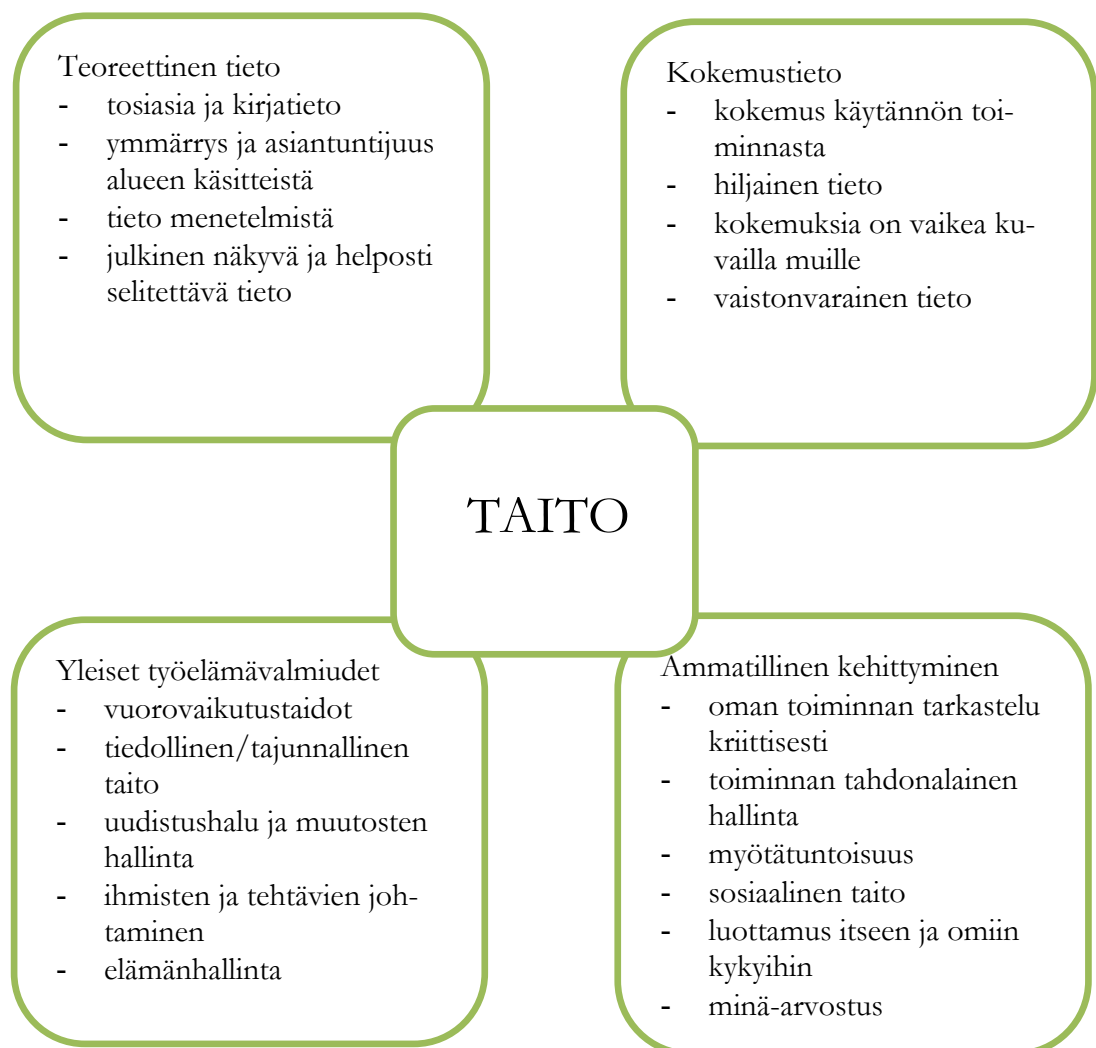 Teoreettinen tieto
- tosiasia ja kirjatieto
- ymmärrys ja asiantuntijuus
alueen käsitteistä
- tieto menetelmistä
- julkinen näkyvä ja helposti
selitettävä tieto
Kokemustieto
- kokemus käytännön toi-
minnasta
- hiljainen tieto
- kokemuksia on vaikea ku-
vailla muille
- vaistonvarainen tieto
TAITO
Yleiset työelämävalmiudet
- vuorovaikutustaidot
- tiedollinen/tajunnallinen
taito
- uudistushalu ja muutosten
hallinta
- ihmisten ja tehtävien joh-
taminen
- elämänhallinta
Ammatillinen kehittyminen
- oman toiminnan tarkastelu
kriittisesti
- toiminnan tahdonalainen
hallinta
- myötätuntoisuus
- sosiaalinen taito
- luottamus itseen ja omiin
kykyihin
- minä-arvostus